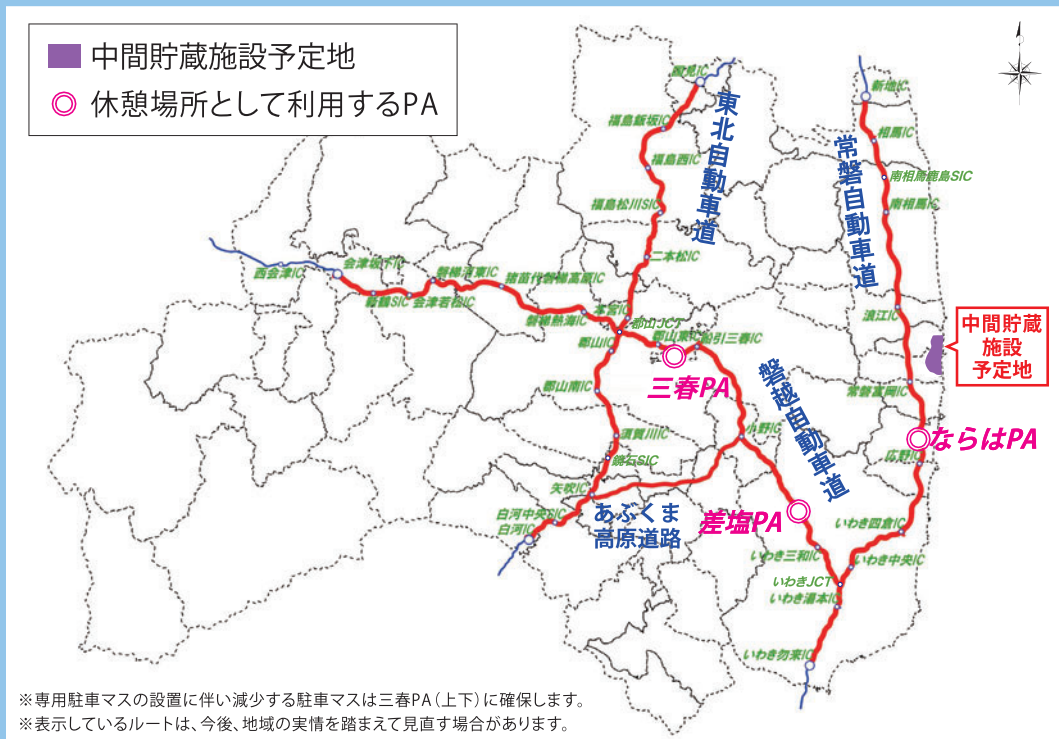 中間貯蔵施設予定地
休憩場所として利用するPA
国見IC
福島飯坂IC
福島西IC
福島松川SIC
二本松IC
東北自動車道
新地IC
相馬IC
南相馬鹿島SIC
南相馬IC
常磐自動車道
浪江IC
中間貯蔵
施設
予定地
常磐富岡IC
ならはPA
広野IC
西会津IC
会津坂下IC
新鶴SIC
会津若松IC
磐梯河東IC
猪苗代磐梯高原IC
磐梯熱海IC
本宮IC
郡山JCT
郡山東IC
船引三春IC
三春PA
郡山IC
郡山南IC
須賀川IC
鏡石SIC
矢吹IC
白河中央SIC
白河IC
あぶくま
高原道路
小野IC
磐越自動車道
差塩PA
いわき四倉IC
いわき三和IC
いわき中央IC
いわきJCT
いわき湯本IC
いわき勿来IC
※専用駐車マスの設置に伴い減少する駐車マスは三春PA（上下）に確保します。
※表示しているルートは、今後、地域の実情を踏まえて見直す場合があります。